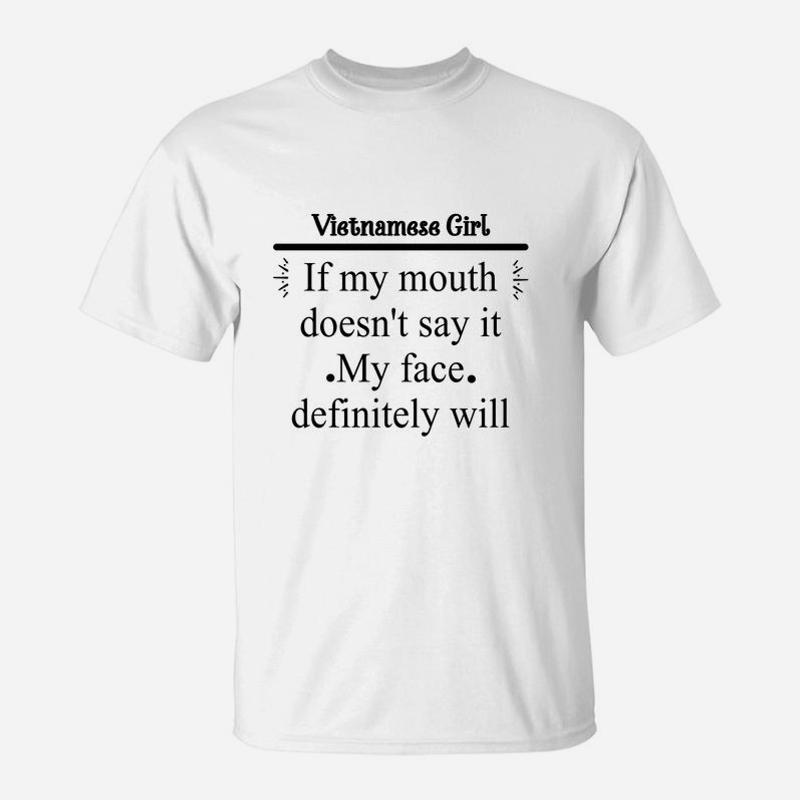 Vietnamese Girl
If my mouth
doesn't say it
.My face.
definitely will